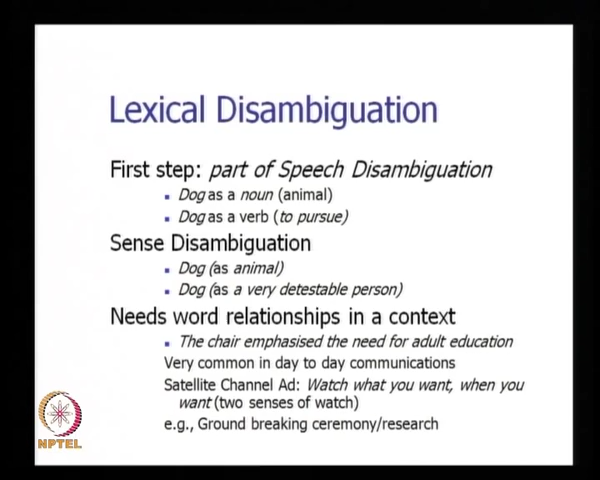 Lexical Disambiguation
First step: part of Speech Disambiguation
▪ Dog as a noun (animal)
▪ Dog as a verb (to pursue)
Sense Disambiguation
▪ Dog (as animal)
▪ Dog (as a very detestable person)
Needs word relationships in a context
▪ The chair emphasised the need for adult education
Very common in day to day communications
Satellite Channel Ad: Watch what you want, when you
want (two senses of watch)
e.g., Ground breaking ceremony/research
NPTEL